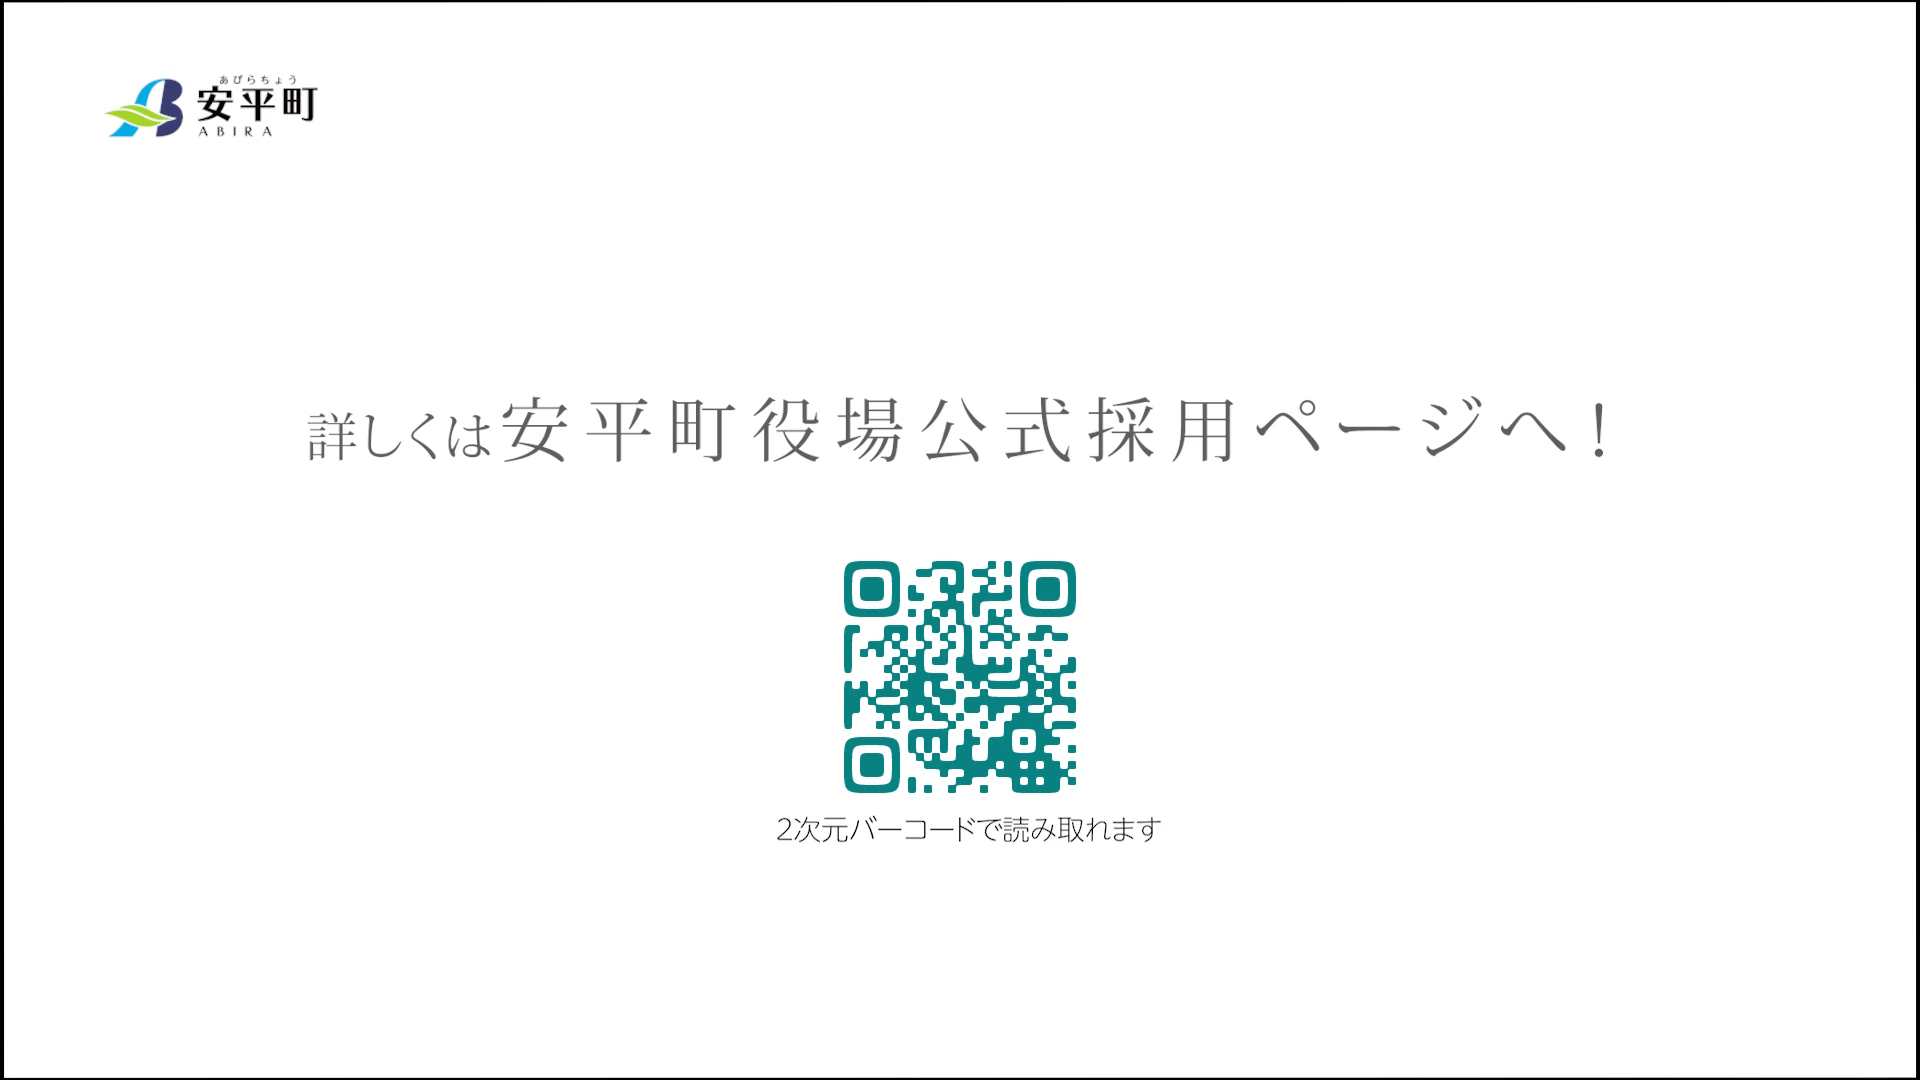 あびらちょう
安平町
ABIRA
詳しくは安平町役場公式採用ページへ!
2次元バーコードで読み取れます